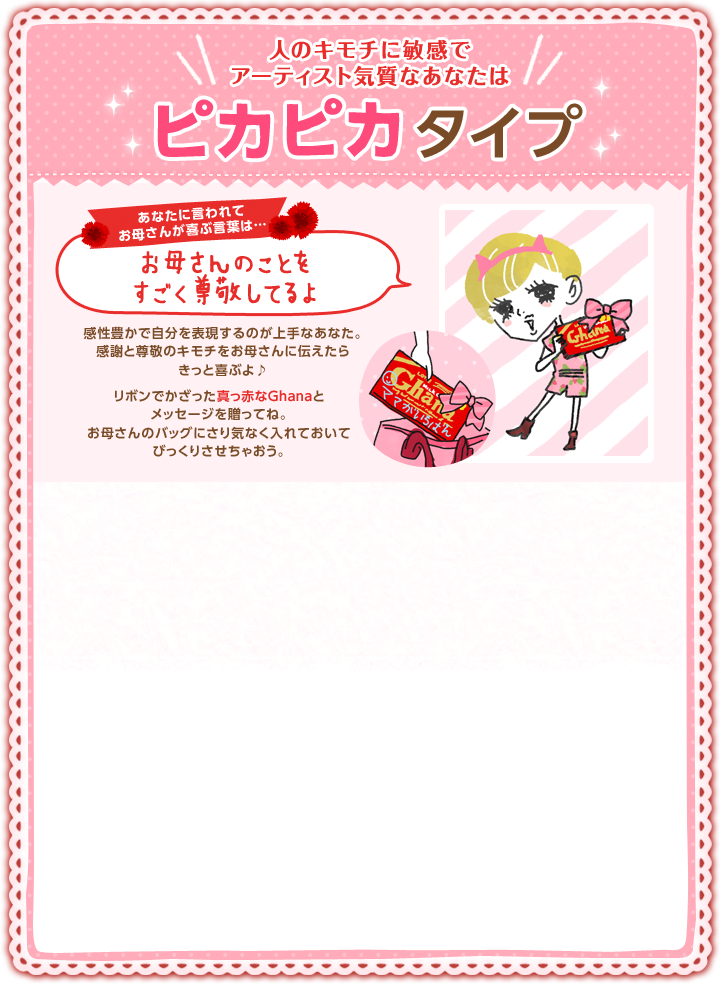 人のキモチに敏感で
アーティスト気質なあなたは
ピカピカタイプ
あなたに言われて
お母さんが喜ぶ言葉は…
お母さんのことを
すごく尊敬してるよ
感性豊かで自分を表現するのが上手なあなた。
感謝と尊敬のキモチをお母さんに伝えたら
きっと喜ぶよ♪
リボンでかざった真っ赤なGhanaと
メッセージを贈ってね。
お母さんのバッグにさり気なく入れておいて
びっくりさせちゃおう。
Ghana
ママがいちばん
Ghana